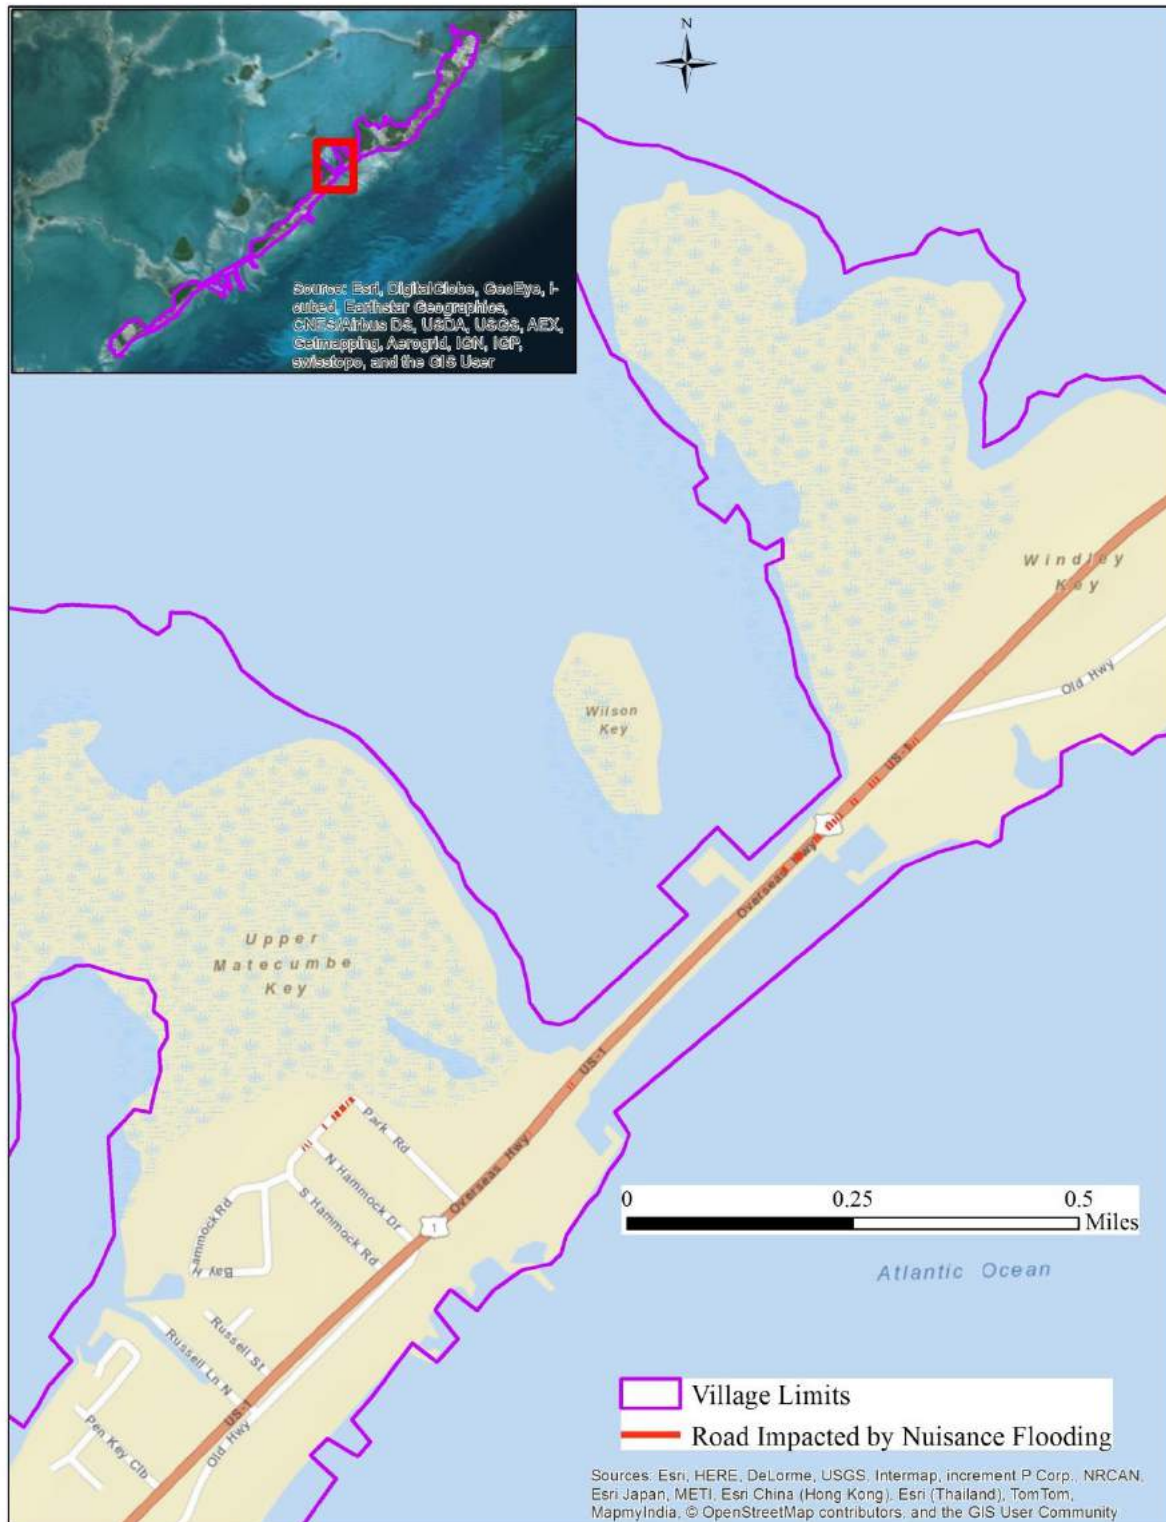 N
Source: Esri, DigitalGlobe, GeoEye, i-
cubed, Earthstar Geographics,
CNES/Airbus DS, USDA, USGS, AEX,
Getmapping, Aerogrid, IGN, IGP,
swisstopo, and the GIS User
Windley
Key
Old Hwy
Wilson
Key
US-1
Overseas Hwy
Upper
Matecumbe
Key
US-1
Park Rd
N Hammock Dr
Overseas Hwy
S Hammock Rd
1
Hammock Rd
Bay H
0 0.25 0.5
Miles
Atlantic Ocean
Russell St
Russell Ln N
US-1
Old Hwy
Pen Key Clb
Village Limits
Road Impacted by Nuisance Flooding
Sources: Esri, HERE, DeLorme, USGS, Intermap, increment P Corp., NRCAN,
Esri Japan, METI, Esri China (Hong Kong), Esri (Thailand), TomTom,
MapmyIndia, © OpenStreetMap contributors, and the GIS User Community